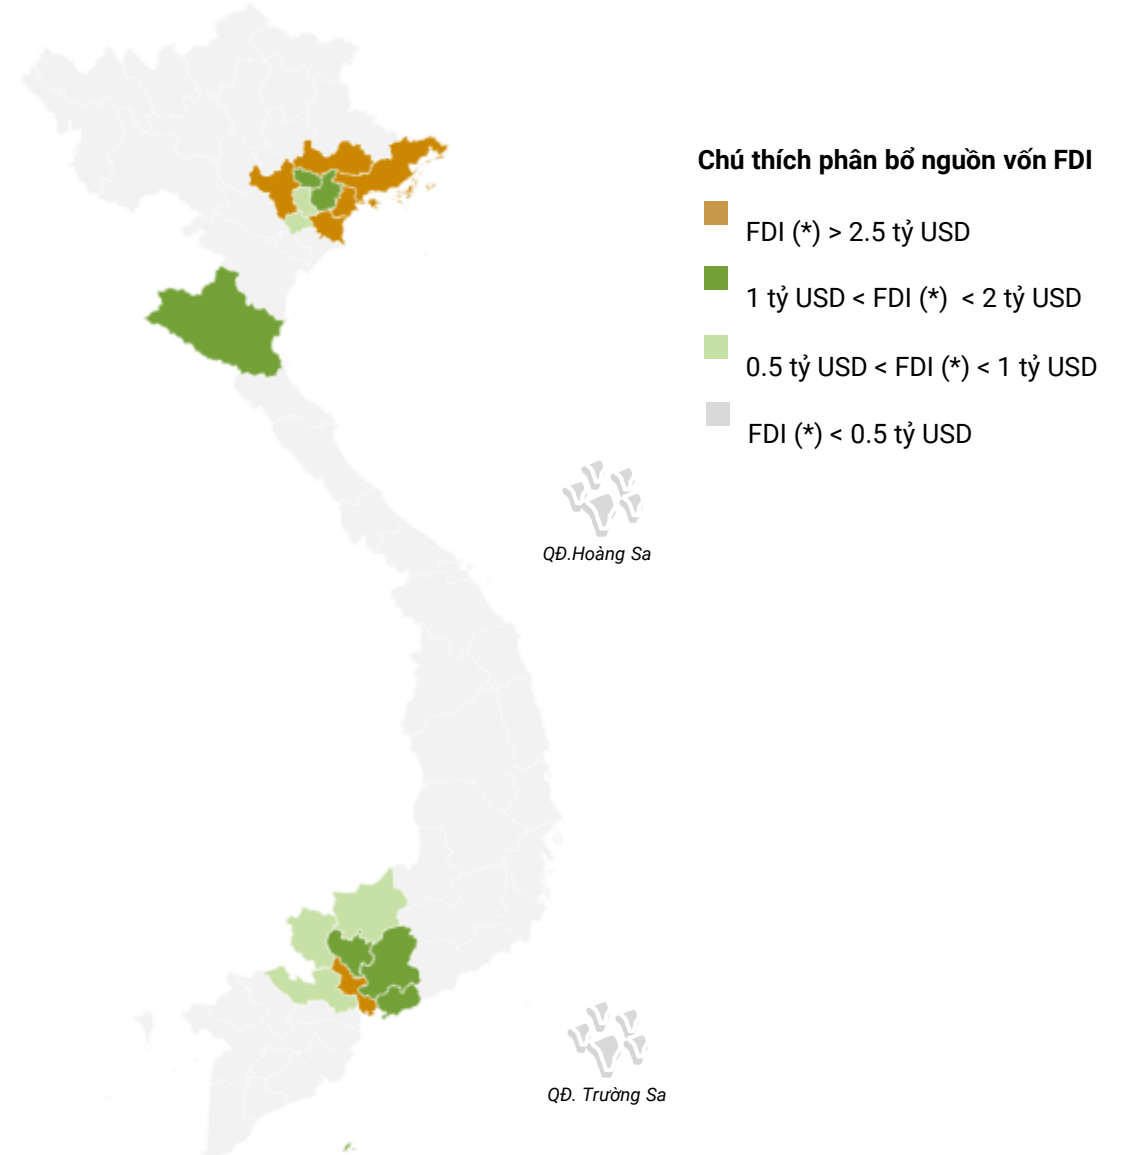 Chú thích phân bổ nguồn vốn FDI
FDI (*) > 2.5 tỷ USD
1 tỷ USD < FDI (*) < 2 tỷ USD
0.5 tỷ USD < FDI (*) < 1 tỷ USD
FDI (*) < 0.5 tỷ USD
QĐ.Hoàng Sa
QĐ. Trường Sa